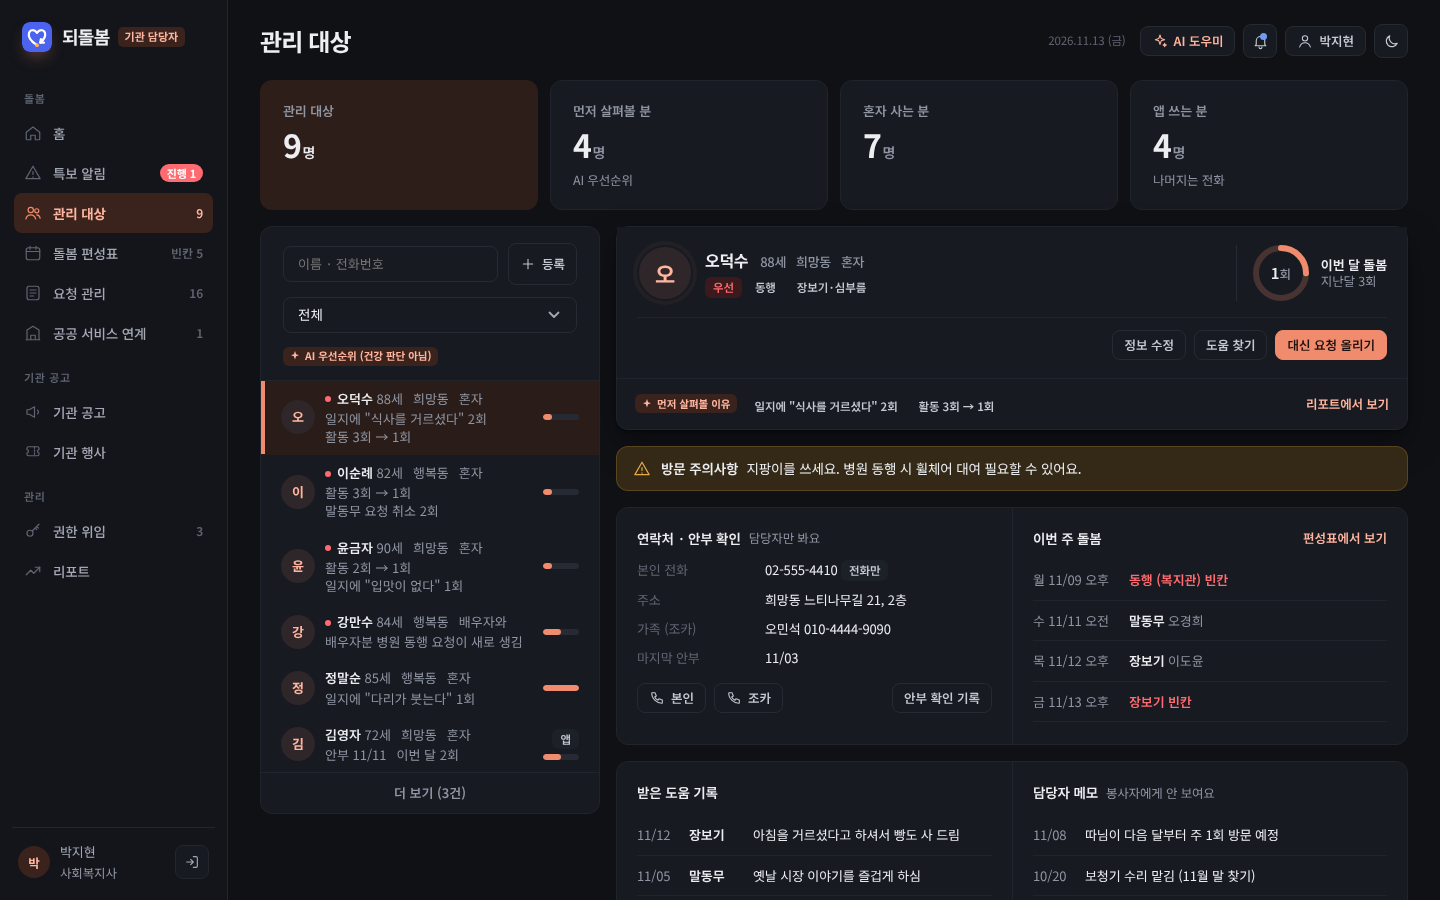 되돌봄 기관 담당자
돌봄
홈
특보 알림 진행 1
관리 대상 9
돌봄 편성표 빈칸 5
요청 관리 16
공공 서비스 연계 1
기관 공고
기관 공고
기관 행사
관리
권한 위임 3
리포트
박 박지현
사회복지사
관리 대상
2026.11.13 (금) AI 도우미 박지현
관리 대상
9명
먼저 살펴볼 분
4명
AI 우선순위
혼자 사는 분
7명
앱 쓰는 분
4명
나머지는 전화
이름 · 전화번호 등록
전체
AI 우선순위 (건강 판단 아님)
오 오덕수 88세 희망동 혼자
일지에 "식사를 거르셨다" 2회
활동 3회 → 1회
이 이순례 82세 행복동 혼자
활동 3회 → 1회
말동무 요청 취소 2회
윤 윤금자 90세 희망동 혼자
활동 2회 → 1회
일지에 "입맛이 없다" 1회
강 강만수 84세 행복동 배우자와
배우자분 병원 동행 요청이 새로 생김
정 정말순 85세 행복동 혼자
일지에 "다리가 붓는다" 1회
김 김영자 72세 희망동 혼자 앱
안부 11/11 이번 달 2회
더 보기 (3건)
오 오덕수 88세 희망동 혼자
우선 동행 장보기·심부름
1회 이번 달 돌봄
지난달 3회
정보 수정 도움 찾기 대신 요청 올리기
먼저 살펴볼 이유 일지에 "식사를 거르셨다" 2회 활동 3회 → 1회 리포트에서 보기
방문 주의사항 지팡이를 쓰세요. 병원 동행 시 휠체어 대여 필요할 수 있어요.
연락처 · 안부 확인 담당자만 봐요
본인 전화 02-555-4410 전화만
주소 희망동 느티나무길 21, 2층
가족 (조카) 오민석 010-4444-9090
마지막 안부 11/03
본인 조카 안부 확인 기록
이번 주 돌봄 편성표에서 보기
월 11/09 오후 동행 (복지관) 빈칸
수 11/11 오전 말동무 오경희
목 11/12 오후 장보기 이도윤
금 11/13 오후 장보기 빈칸
받은 도움 기록
11/12 장보기 아침을 거르셨다고 하셔서 빵도 사 드림
11/05 말동무 옛날 시장 이야기를 즐겁게 하심
담당자 메모 봉사자에게 안 보여요
11/08 따님이 다음 달부터 주 1회 방문 예정
10/20 보청기 수리 맡김 (11월 말 찾기)